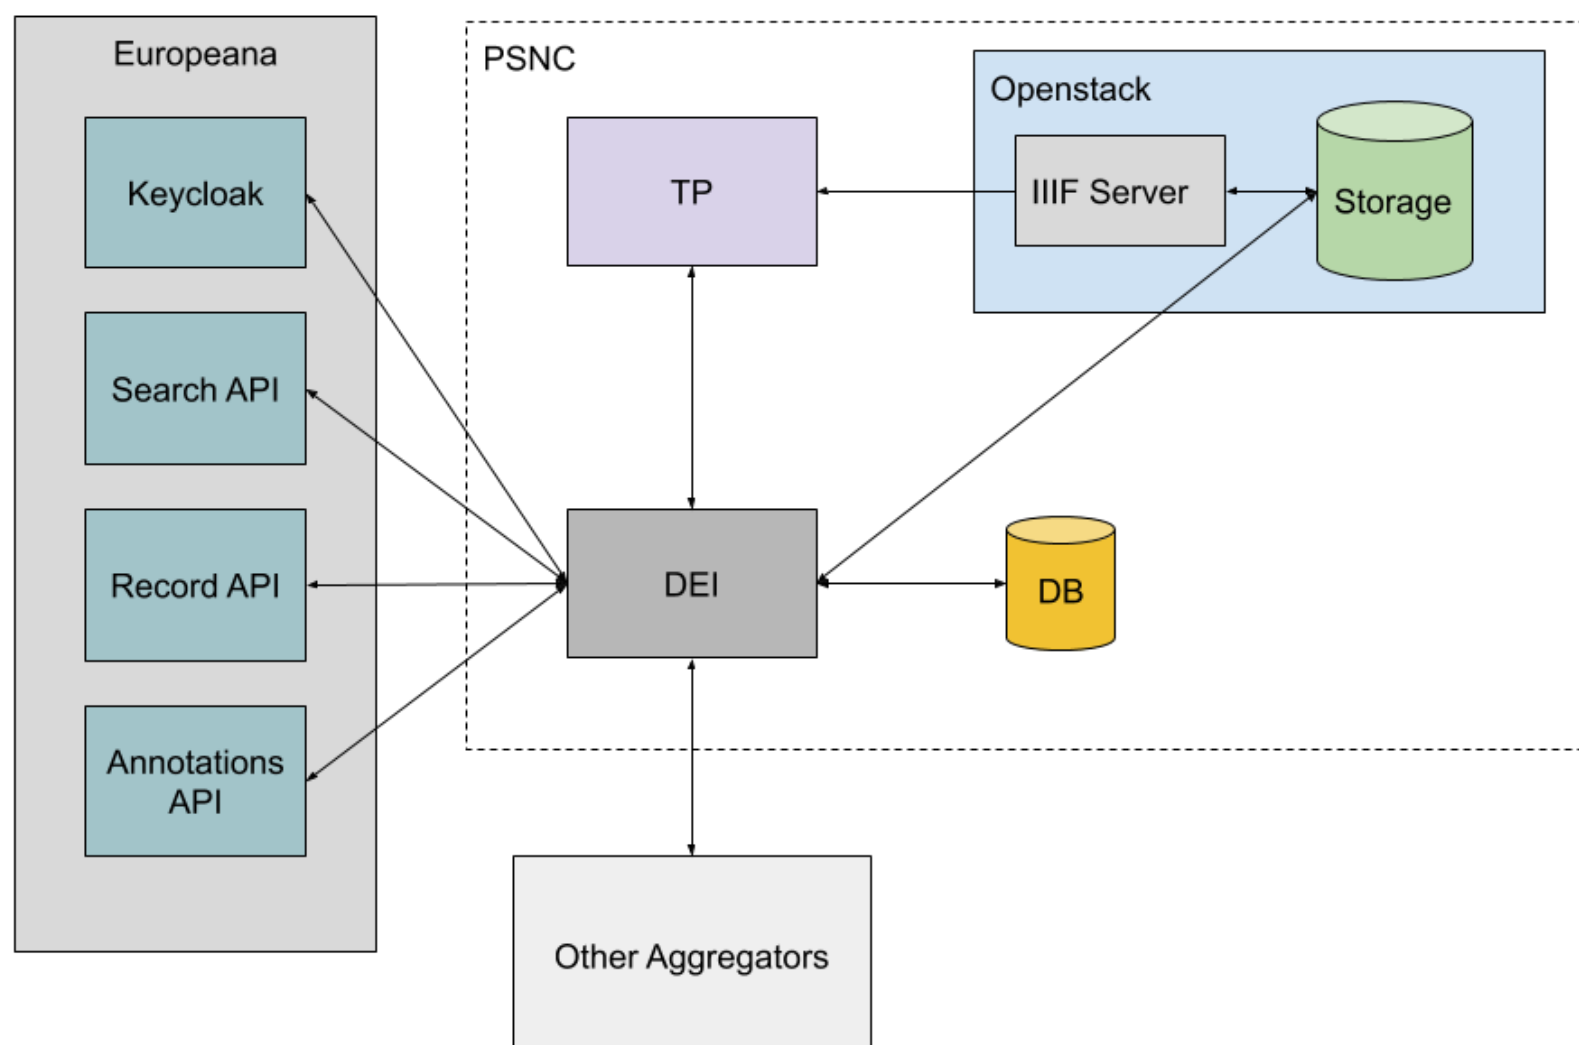 Europeana
Keycloak
Search API
Record API
Annotations
API
PSNC
TP
Openstack
IIIF Server
Storage
DEI
DB
Other Aggregators